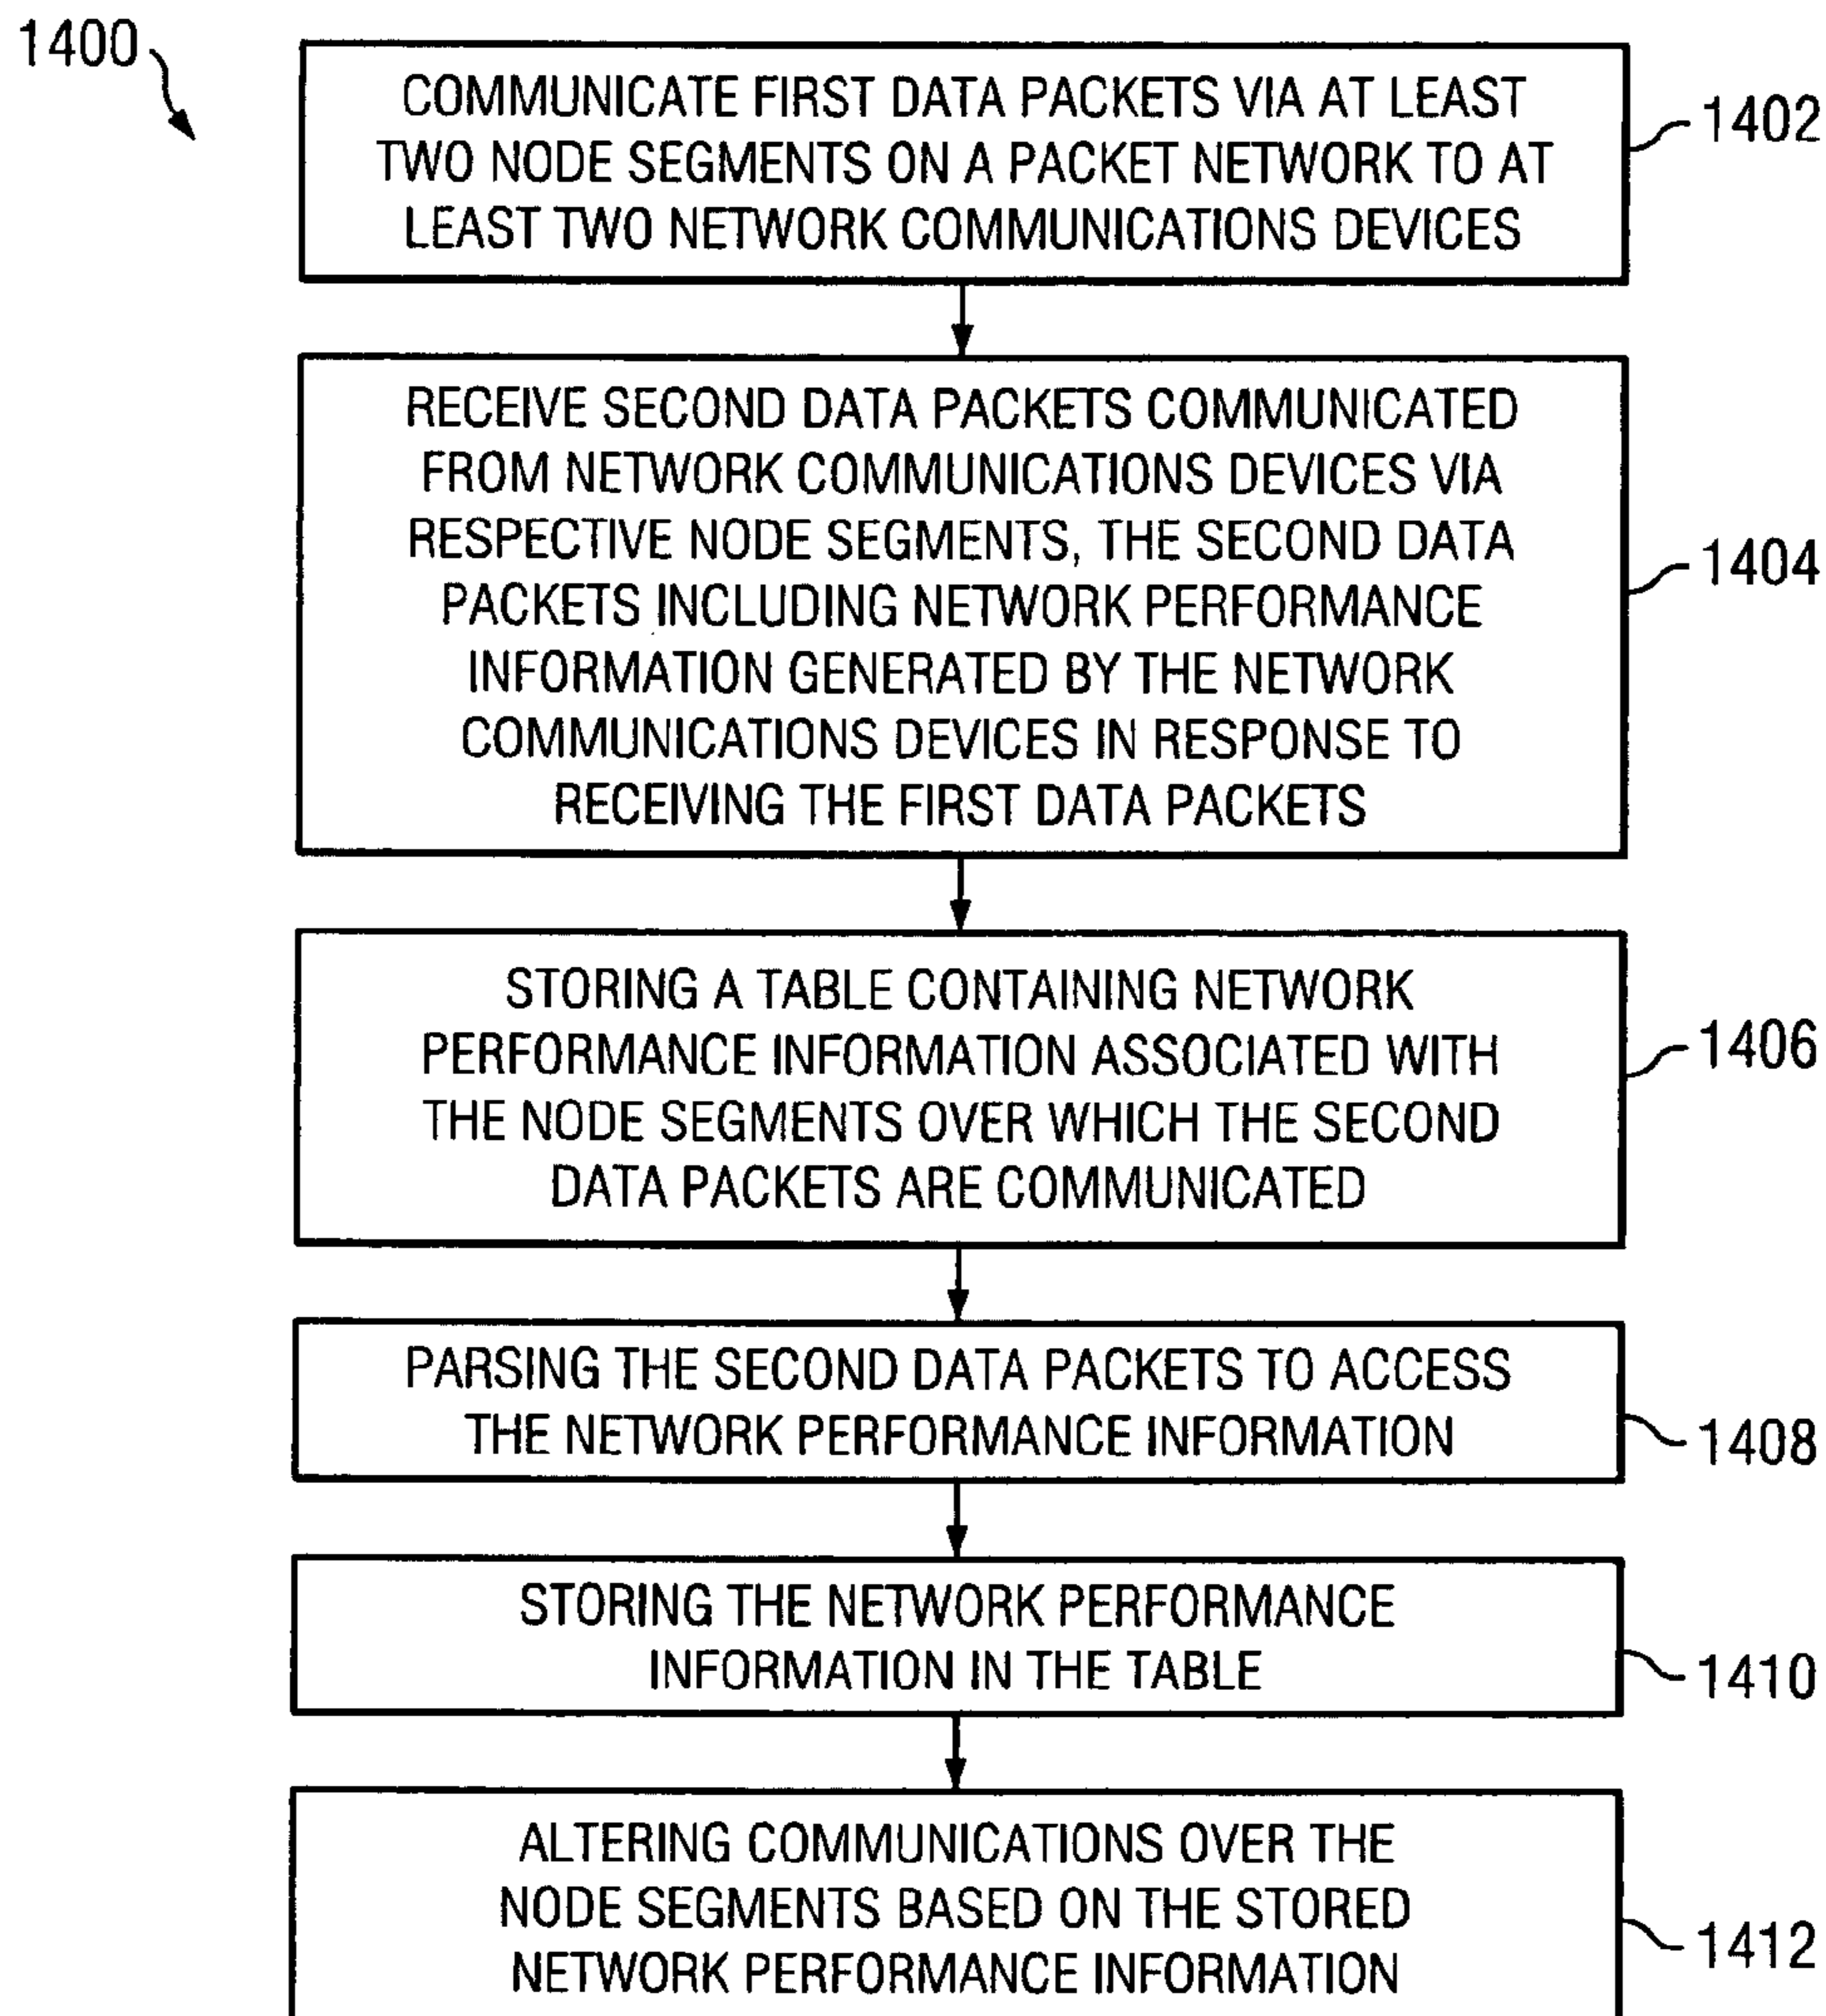 1400
COMMUNICATE FIRST DATA PACKETS VIA AT LEAST
TWO NODE SEGMENTS ON A PACKET NETWORK TO AT
LEAST TWO NETWORK COMMUNICATIONS DEVICES
1402
RECEIVE SECOND DATA PACKETS COMMUNICATED
FROM NETWORK COMMUNICATIONS DEVICES VIA
RESPECTIVE NODE SEGMENTS, THE SECOND DATA
PACKETS INCLUDING NETWORK PERFORMANCE
INFORMATION GENERATED BY THE NETWORK
COMMUNICATIONS DEVICES IN RESPONSE TO
RECEIVING THE FIRST DATA PACKETS
1404
STORING A TABLE CONTAINING NETWORK
PERFORMANCE INFORMATION ASSOCIATED WITH
THE NODE SEGMENTS OVER WHICH THE SECOND
DATA PACKETS ARE COMMUNICATED
1406
PARSING THE SECOND DATA PACKETS TO ACCESS
THE NETWORK PERFORMANCE INFORMATION
1408
STORING THE NETWORK PERFORMANCE
INFORMATION IN THE TABLE
1410
ALTERING COMMUNICATIONS OVER THE
NODE SEGMENTS BASED ON THE STORED
NETWORK PERFORMANCE INFORMATION
1412